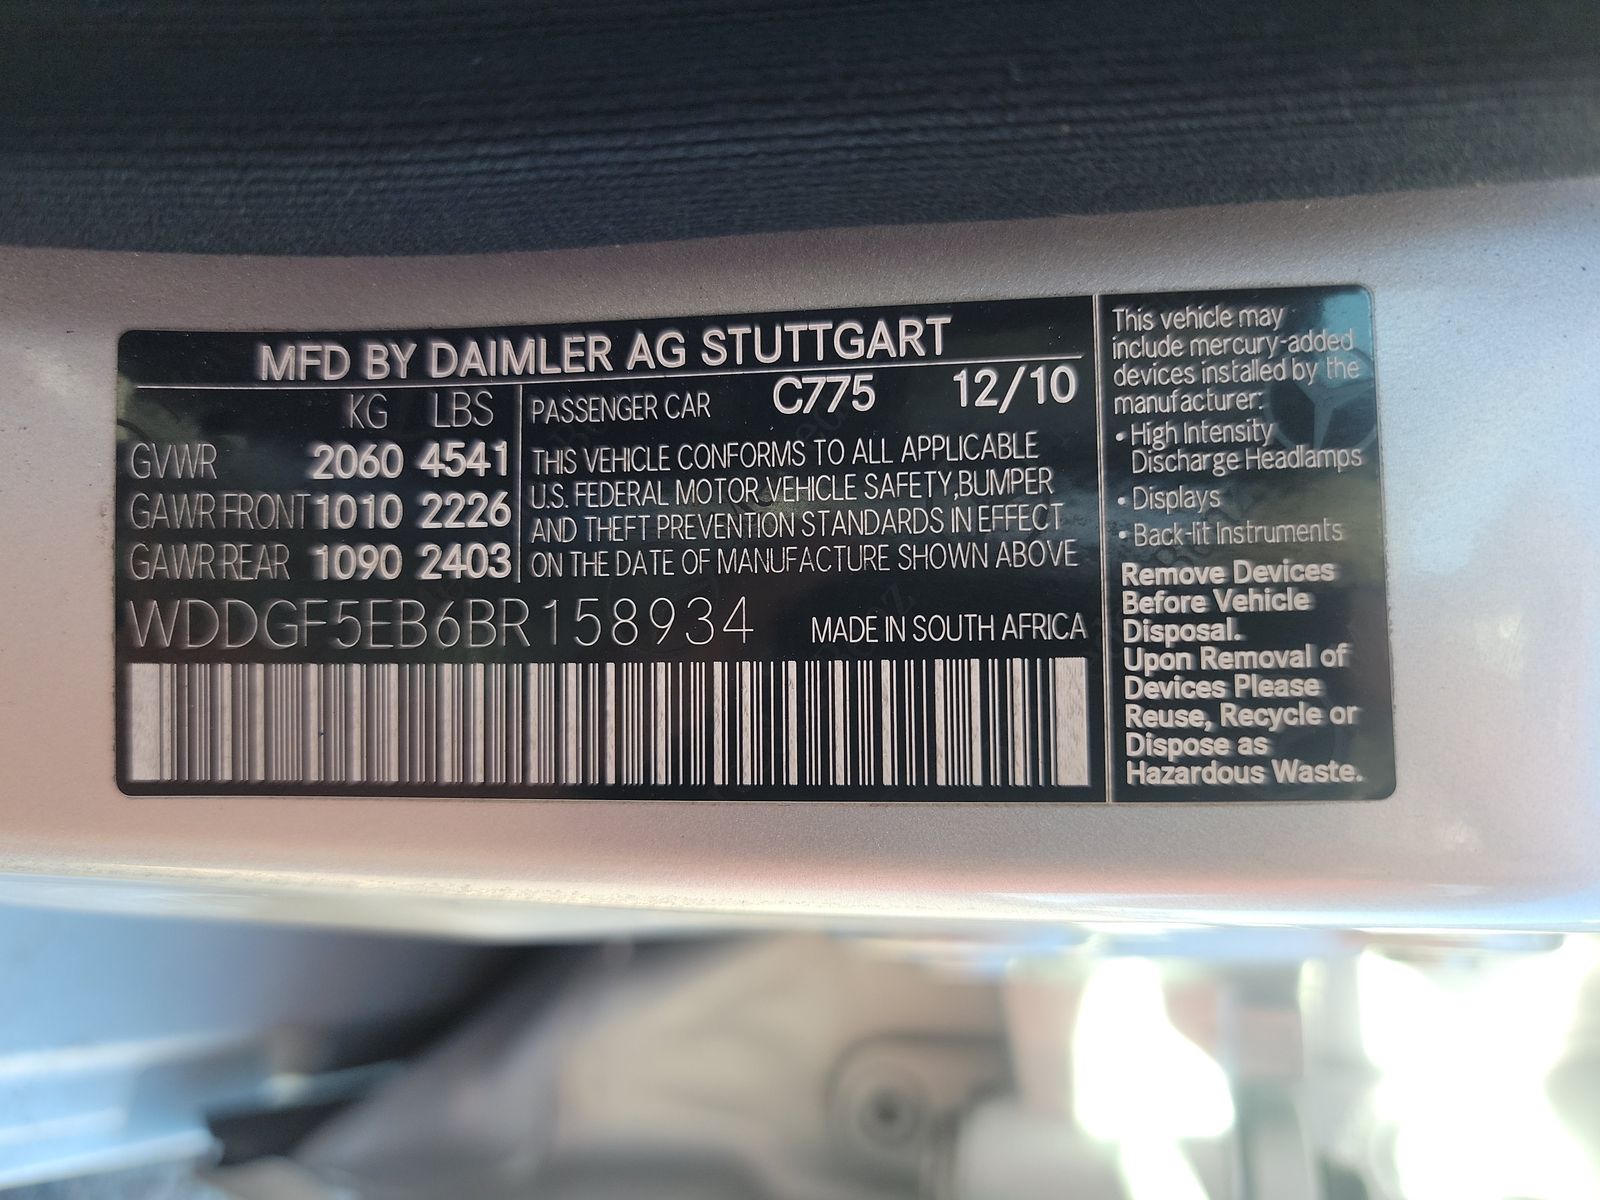 MFD BY DAIMLER AG STUTTGART
KG LBS
GVWR 2060 4541
GAWR FRONT 1010 2226
GAWR REAR 1090 2403
PASSENGER CAR C775 12/10
THIS VEHICLE CONFORMS TO ALL APPLICABLE
U.S. FEDERAL MOTOR VEHICLE SAFETY,BUMPER
AND THEFT PREVENTION STANDARDS IN EFFECT
ON THE DATE OF MANUFACTURE SHOWN ABOVE
WDDGF5EB6BR158934 MADE IN SOUTH AFRICA
This vehicle may
include mercury-added
devices installed by the
manufacturer:
• High Intensity
Discharge Headlamps
• Displays
• Back-lit Instruments
Remove Devices
Before Vehicle
Disposal.
Upon Removal of
Devices Please
Reuse, Recycle or
Dispose as
Hazardous Waste.